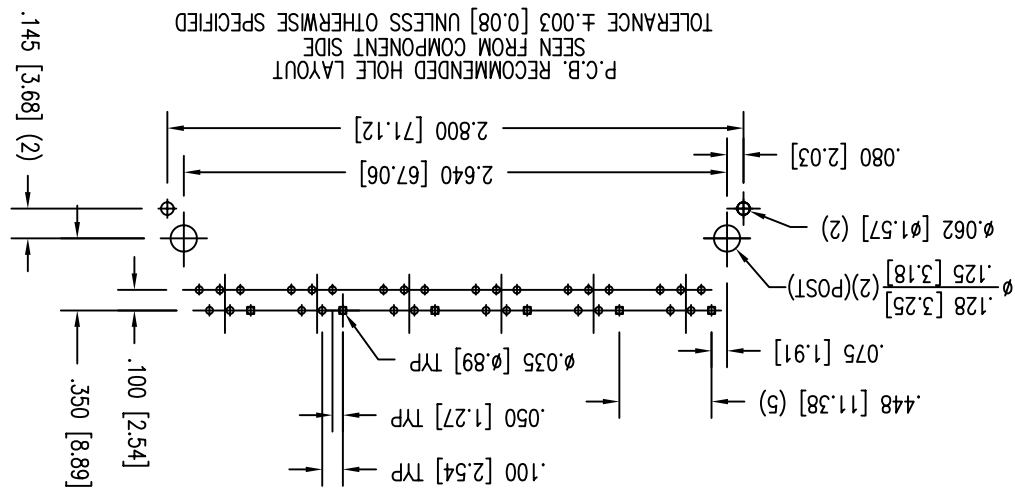 .100 [2.54] TYP
.350 [8.89]
.050 [1.27] TYP
.448 [11.38] (5)
.100 [2.54]
ø.035 [ø.89] TYP
.075 [1.91]
.128 [3.25]
ø (2)(POST)
.125 [3.18]
ø.062 [ø1.57] (2)
2.640 [67.06]
.080 [2.03]
2.800 [71.12]
.145 [3.68] (2)
P.C.B. RECOMMENDED HOLE LAYOUT
SEEN FROM COMPONENT SIDE
TOLERANCE ±.003 [0.08] UNLESS OTHERWISE SPECIFIED